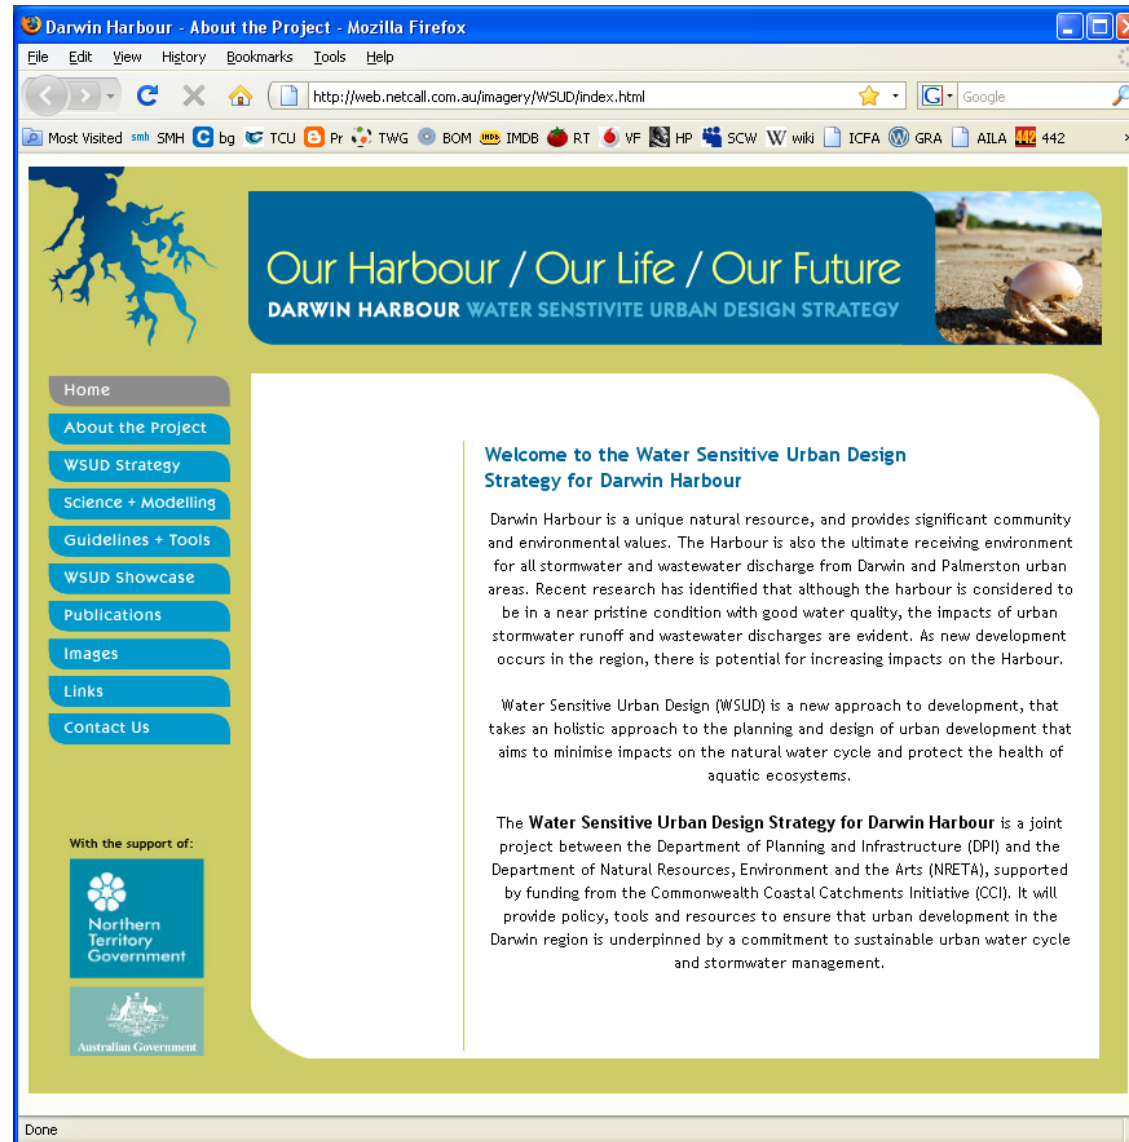 Darwin Harbour - About the Project - Mozilla Firefox
File Edit View History Bookmarks Tools Help
http://web.netcall.com.au/imagery/WSUD/index.html G Google
Most Visited smh SMH C bg TCU B Pr TWG BOM IMDb IMDB RT VF HP SCW W wiki ICFA W GRA AILA 442 442 »
Our Harbour / Our Life / Our Future
DARWIN HARBOUR WATER SENSTIVITE URBAN DESIGN STRATEGY
Home
About the Project
WSUD Strategy
Science + Modelling
Guidelines + Tools
WSUD Showcase
Publications
Images
Links
Contact Us
With the support of:
Northern
Territory
Government
Australian Government
Welcome to the Water Sensitive Urban Design
Strategy for Darwin Harbour
Darwin Harbour is a unique natural resource, and provides significant community
and environmental values. The Harbour is also the ultimate receiving environment
for all stormwater and wastewater discharge from Darwin and Palmerston urban
areas. Recent research has identified that although the harbour is considered to
be in a near pristine condition with good water quality, the impacts of urban
stormwater runoff and wastewater discharges are evident. As new development
occurs in the region, there is potential for increasing impacts on the Harbour.
Water Sensitive Urban Design (WSUD) is a new approach to development, that
takes an holistic approach to the planning and design of urban development that
aims to minimise impacts on the natural water cycle and protect the health of
aquatic ecosystems.
The Water Sensitive Urban Design Strategy for Darwin Harbour is a joint
project between the Department of Planning and Infrastructure (DPI) and the
Department of Natural Resources, Environment and the Arts (NRETA), supported
by funding from the Commonwealth Coastal Catchments Initiative (CCI). It will
provide policy, tools and resources to ensure that urban development in the
Darwin region is underpinned by a commitment to sustainable urban water cycle
and stormwater management.
Done